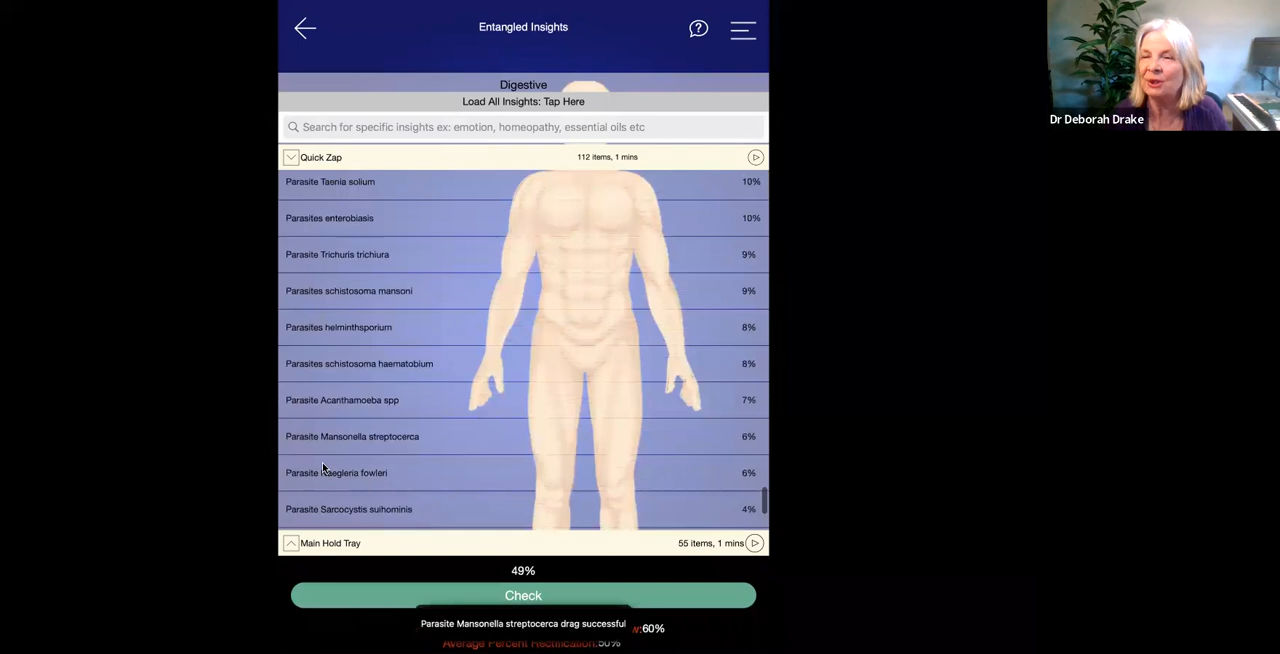 Entangled Insights
Digestive
Load All Insights: Tap Here
Search for specific insights ex: emotion, homeopathy, essential oils etc
Quick Zap 112 items, 1 mins
Parasite Taenia solium 10%
Parasites enterobiasis 10%
Parasite Trichuris trichiura 9%
Parasites schistosoma mansoni 9%
Parasites helminthsporium 8%
Parasites schistosoma haematobium 8%
Parasite Acanthamoeba spp 7%
Parasite Mansonella streptocerca 6%
Parasite Naegleria fowleri 6%
Parasite Sarcocystis suihominis 4%
Main Hold Tray 55 items, 1 mins
49%
Check
Parasite Mansonella streptocerca drag successful
60%
Average Percent Rectification:50%
Dr Deborah Drake